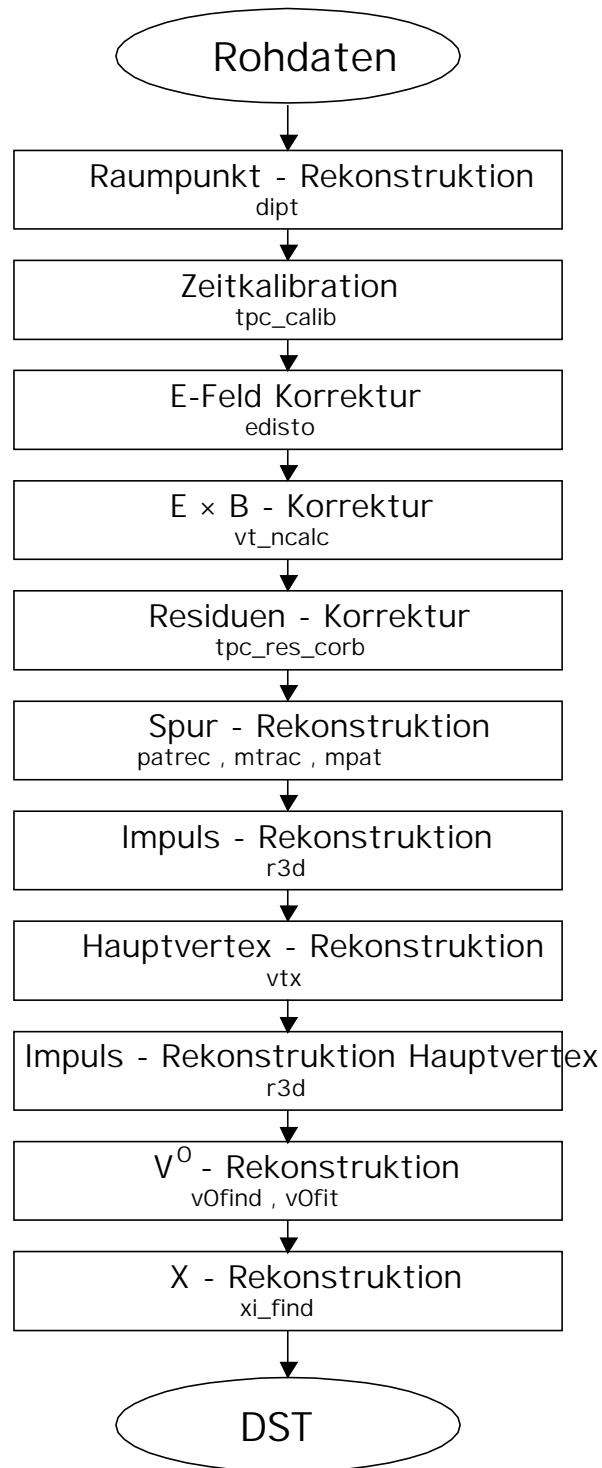 Rohdaten
Raumpunkt - Rekonstruktion
dipt
Zeitkalibration
tpc_calib
E-Feld Korrektur
edisto
E × B - Korrektur
vt_ncalc
Residuen - Korrektur
tpc_res_corb
Spur - Rekonstruktion
patrec , mtrac , mpat
Impuls - Rekonstruktion
r3d
Hauptvertex - Rekonstruktion
vtx
Impuls - Rekonstruktion Hauptvertex
r3d
V⁰ - Rekonstruktion
v0find , v0fit
X - Rekonstruktion
xi_find
DST